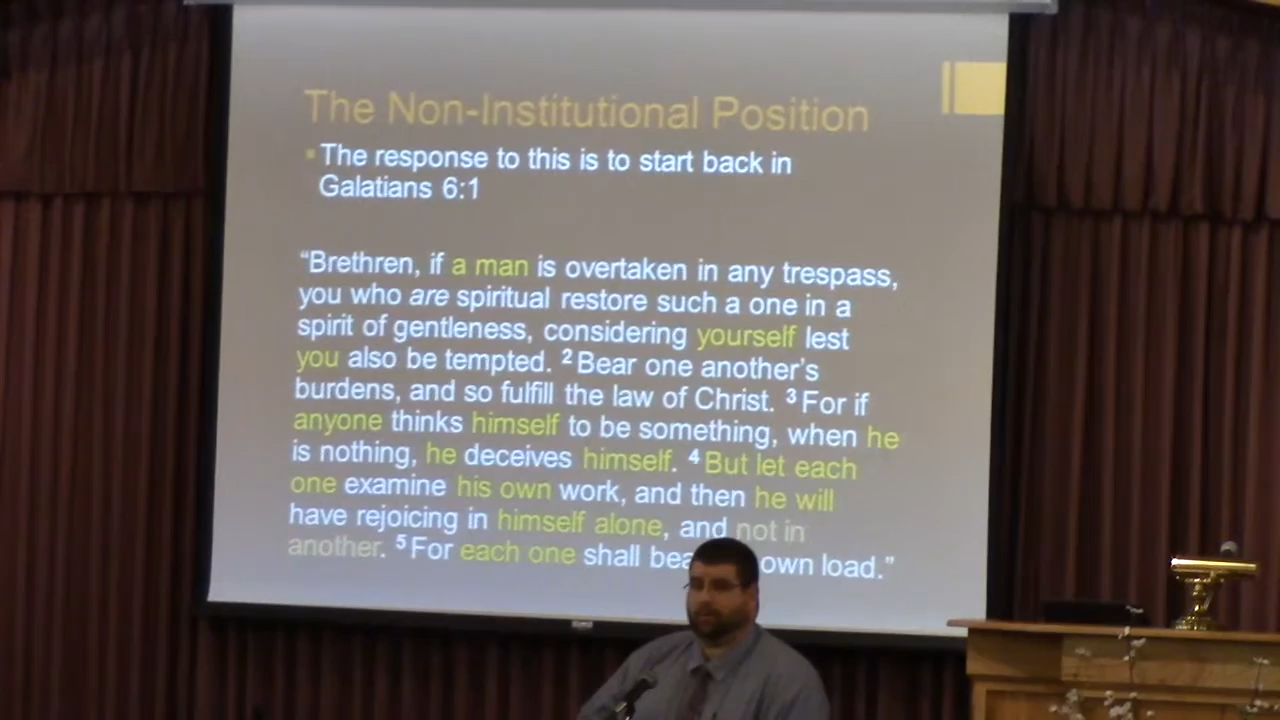 The Non-Institutional Position
The response to this is to start back in
Galatians 6:1
“Brethren, if a man is overtaken in any trespass,
you who are spiritual restore such a one in a
spirit of gentleness, considering yourself lest
you also be tempted. 2 Bear one another's
burdens, and so fulfill the law of Christ. 3 For if
anyone thinks himself to be something, when he
is nothing, he deceives himself. 4 But let each
one examine his own work, and then he will
have rejoicing in himself alone, and not in
another. 5 For each one shall bea own load.”